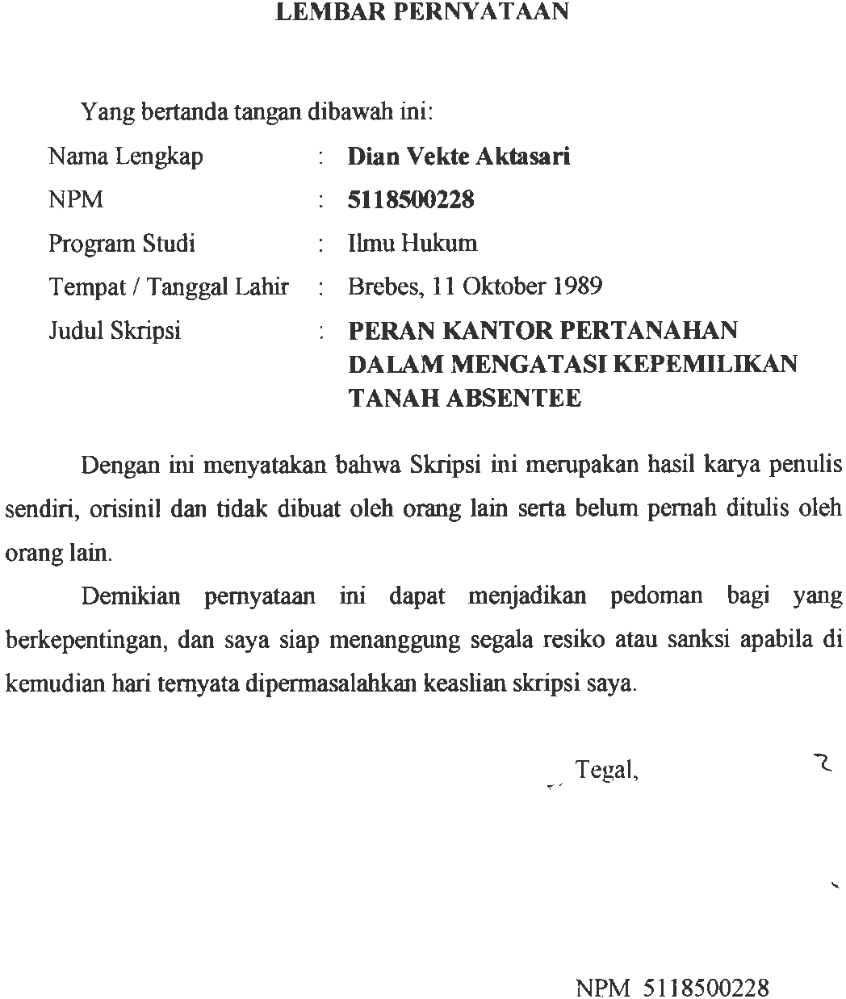 LEMBAR PERNYATAAN
Yang bertanda tangan dibawah ini:
Nama Lengkap : Dian Vekte Aktasari
NPM : 5118500228
Program Studi : Ilmu Hukum
Tempat / Tanggal Lahir : Brebes, 11 Oktober 1989
Judul Skripsi : PERAN KANTOR PERTANAHAN
DALAM MENGATASI KEPEMILIKAN
TANAH ABSENTEE
Dengan ini menyatakan bahwa Skripsi ini merupakan hasil karya penulis
sendiri, orisinil dan tidak dibuat oleh orang lain serta belum pernah ditulis oleh
orang lain.
Demikian pernyataan ini dapat menjadikan pedoman bagi yang
berkepentingan, dan saya siap menanggung segala resiko atau sanksi apabila di
kemudian hari ternyata dipermasalahkan keaslian skripsi saya.
Tegal,
NPM 5118500228